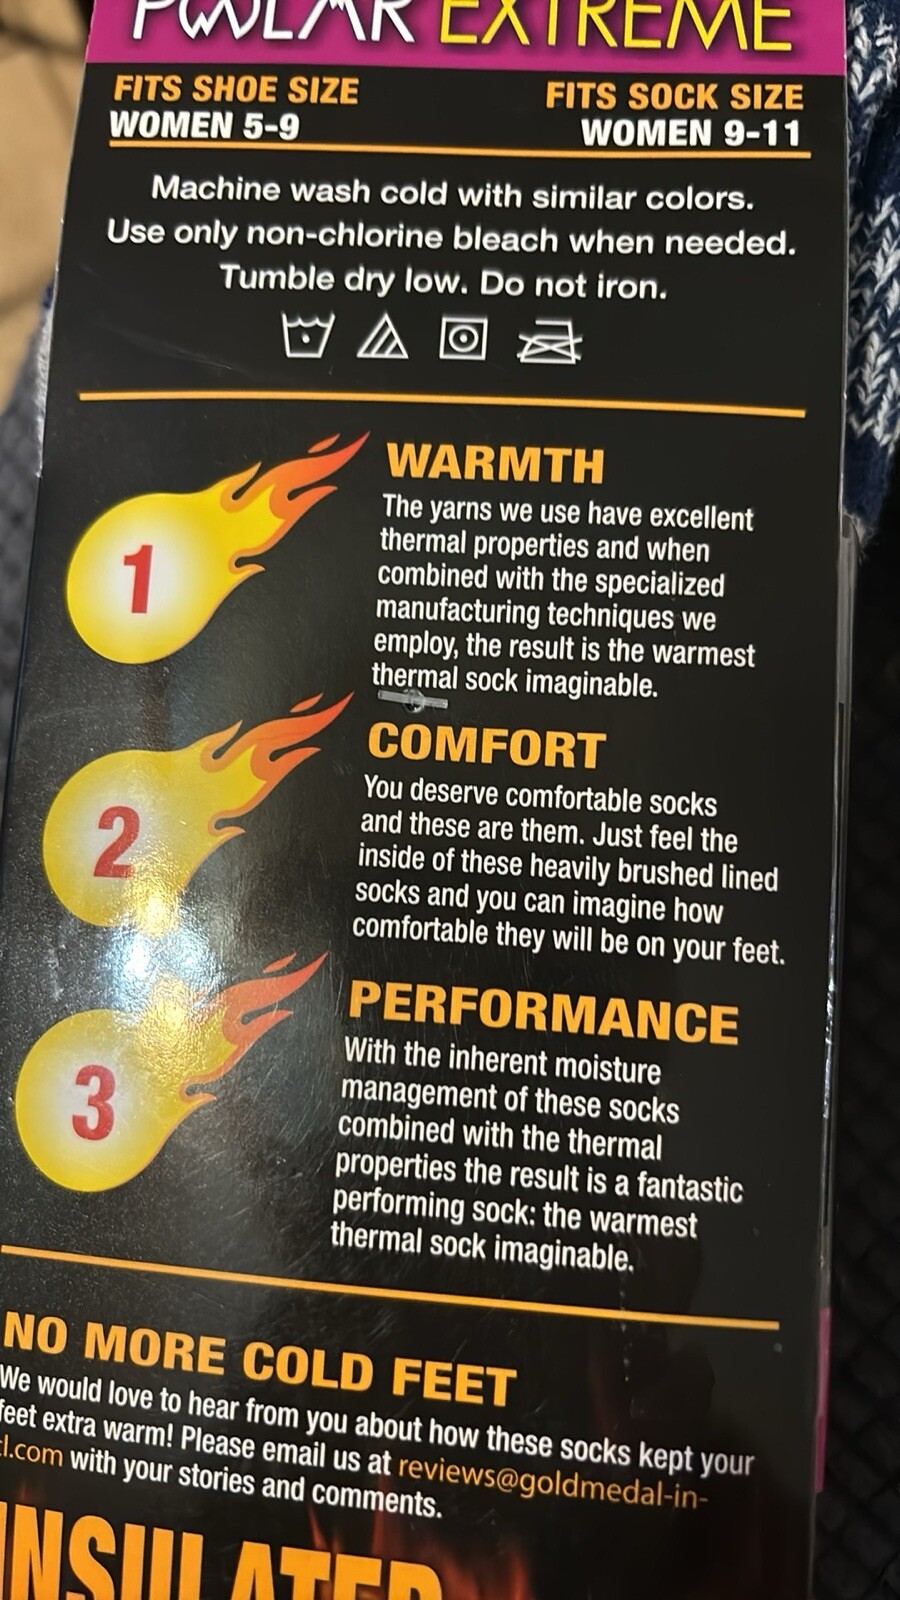 POLAR EXTREME
FITS SHOE SIZE
WOMEN 5-9
FITS SOCK SIZE
WOMEN 9-11
Machine wash cold with similar colors.
Use only non-chlorine bleach when needed.
Tumble dry low. Do not iron.
1
WARMTH
The yarns we use have excellent
thermal properties and when
combined with the specialized
manufacturing techniques we
employ, the result is the warmest
thermal sock imaginable.
2
COMFORT
You deserve comfortable socks
and these are them. Just feel the
inside of these heavily brushed lined
socks and you can imagine how
comfortable they will be on your feet.
3
PERFORMANCE
With the inherent moisture
management of these socks
combined with the thermal
properties the result is a fantastic
performing sock: the warmest
thermal sock imaginable.
NO MORE COLD FEET
We would love to hear from you about how these socks kept your
feet extra warm! Please email us at reviews@goldmedal-in-
tl.com with your stories and comments.
INSULATED